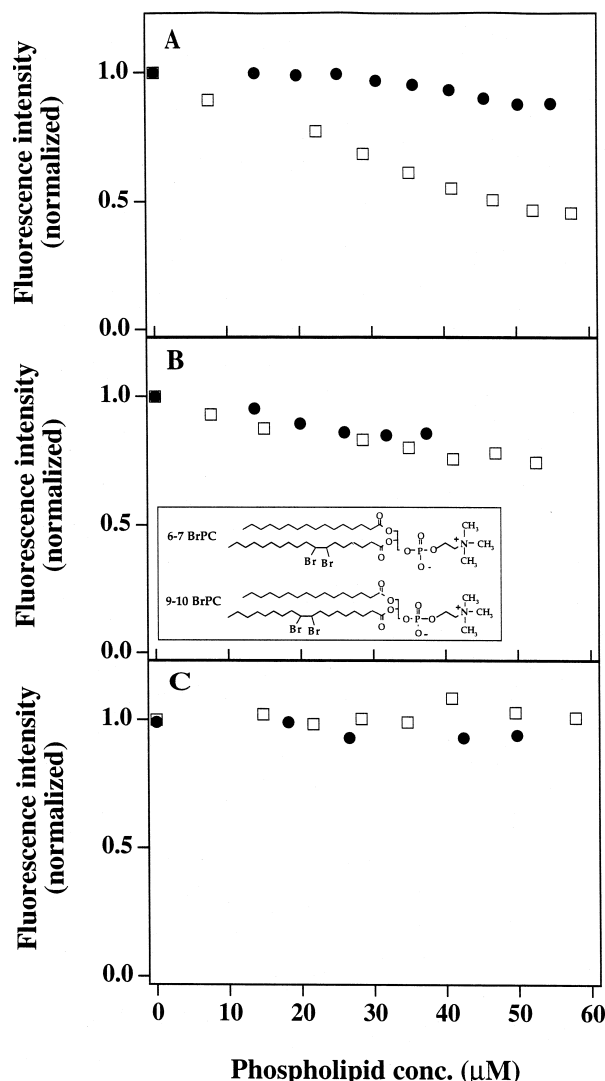 A
Fluorescence intensity
(normalized)
1.0
0.5
0.0
B
Fluorescence intensity
(normalized)
1.0
0.5
0.0
6-7 BrPC
O
O
O
Br Br
O
O
O-P-O
O-
+
N
CH3
CH3
CH3
9-10 BrPC
O
O
O
Br Br
O
O
O-P-O
O-
+
N
CH3
CH3
CH3
C
Fluorescence intensity
(normalized)
1.0
0.5
0.0
0 10 20 30 40 50 60
Phospholipid conc. (μM)